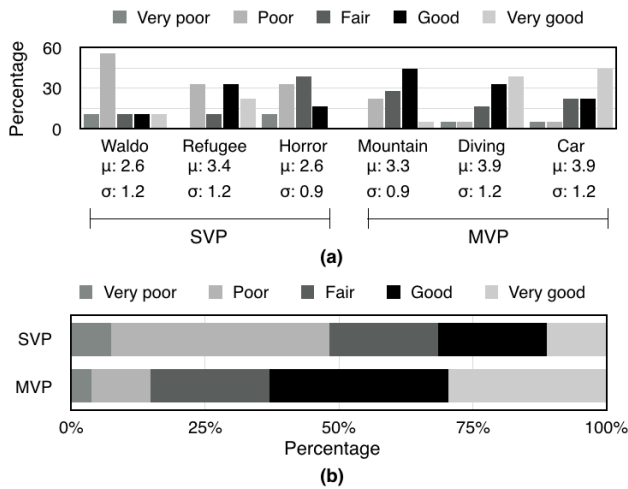 Very poor Poor Fair Good Very good
60
30
0
Percentage
Waldo Refugee Horror Mountain Diving Car
μ: 2.6 μ: 3.4 μ: 2.6 μ: 3.3 μ: 3.9 μ: 3.9
σ: 1.2 σ: 1.2 σ: 0.9 σ: 0.9 σ: 1.2 σ: 1.2
SVP MVP
(a)
Very poor Poor Fair Good Very good
SVP
MVP
0% 25% 50% 75% 100%
Percentage
(b)